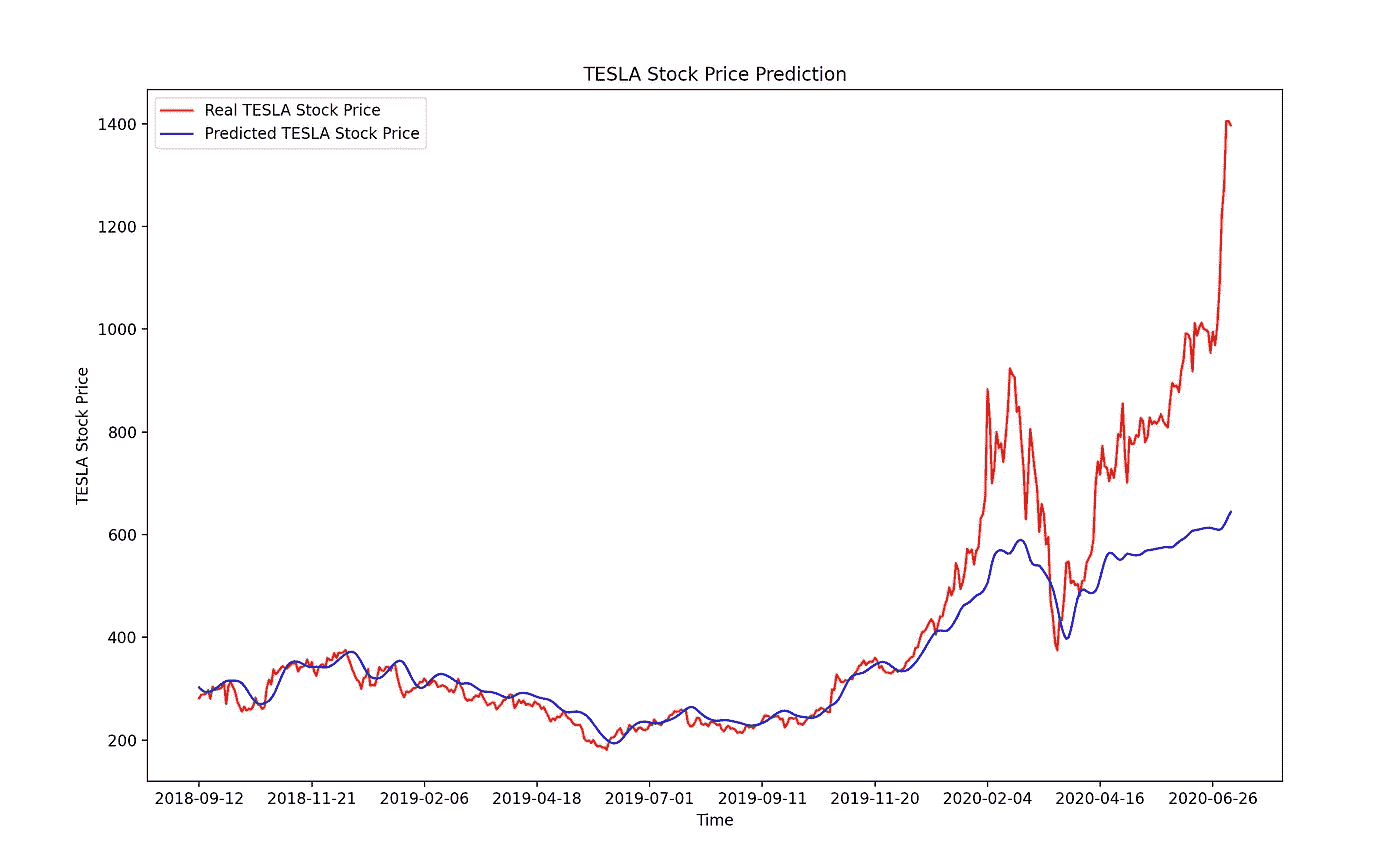 TESLA Stock Price Prediction
Real TESLA Stock Price
Predicted TESLA Stock Price
TESLA Stock Price
1400
1200
1000
800
600
400
200
2018-09-12 2018-11-21 2019-02-06 2019-04-18 2019-07-01 2019-09-11 2019-11-20 2020-02-04 2020-04-16 2020-06-26
Time